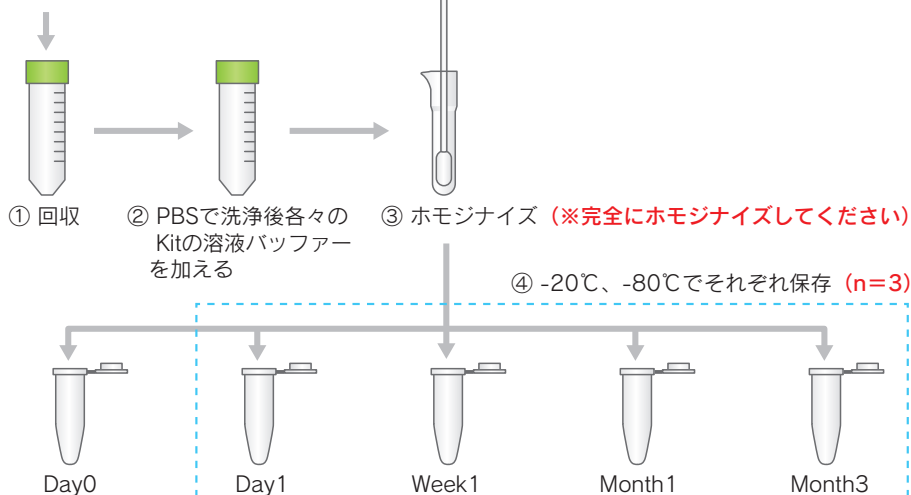 ① 回収
② PBSで洗浄後各々の
Kitの溶液バッファー
を加える
③ ホモジナイズ（※完全にホモジナイズしてください）
④ -20℃、-80℃でそれぞれ保存（n＝3）
Day0
Day1
Week1
Month1
Month3